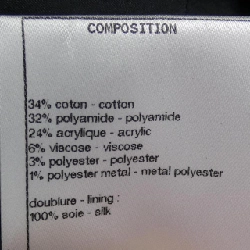 COMPOSITION
34% coton - cotton
32% polyamide - polyamide
24% acrylique - acrylic
6% viscose - viscose
3% polyester - polyester
1% polyester metal - metal polyester
doublure - lining :
100% soie - silk